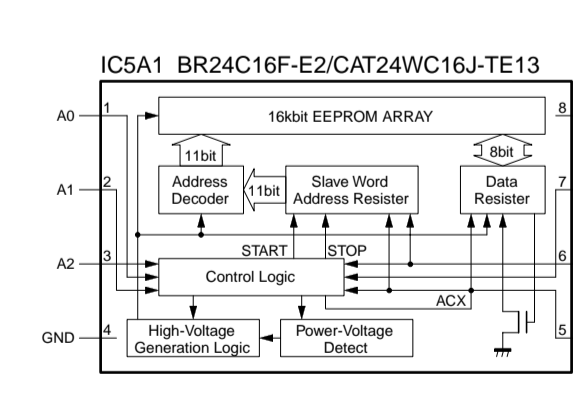 IC5A1 BR24C16F-E2/CAT24WC16J-TE13
A0 1
16kbit EEPROM ARRAY
8
11bit
8bit
A1 2
Address
Decoder
11bit
Slave Word
Address Register
Data
Register
7
START
STOP
A2 3
Control Logic
6
ACX
GND 4
High-Voltage
Generation Logic
Power-Voltage
Detect
5